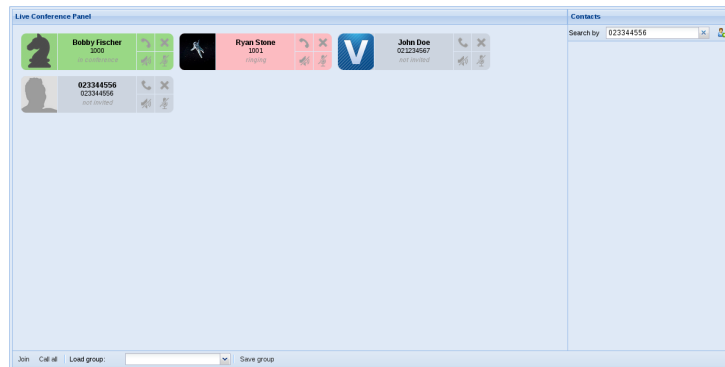 Live Conference Panel
Contacts
Search by 023344556
Bobby Fischer
1000
in conference
Ryan Stone
1001
ringing
V
John Doe
021234567
not invited
023344556
023344556
not invited
Join Call all Load group: Save group